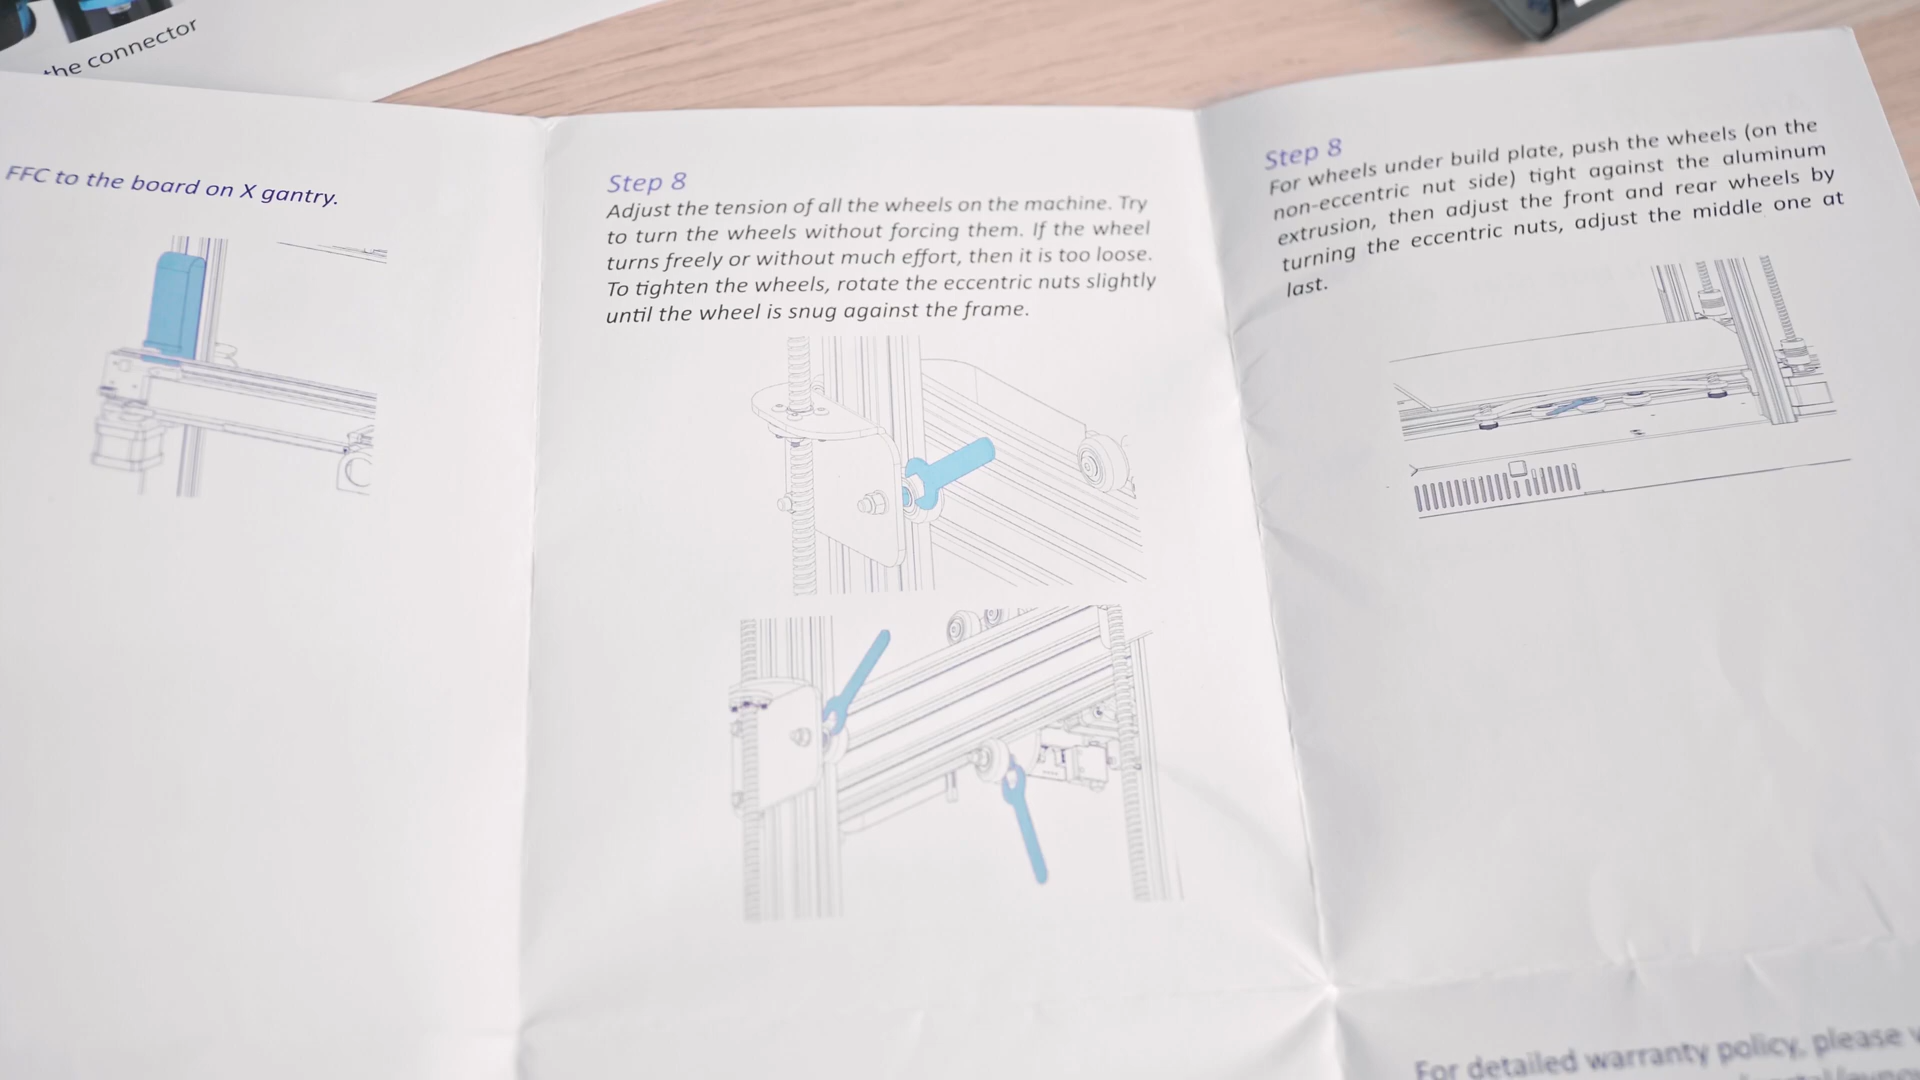 the connector
FFC to the board on X gantry.
Step 8
Adjust the tension of all the wheels on the machine. Try
to turn the wheels without forcing them. If the wheel
turns freely or without much effort, then it is too loose.
To tighten the wheels, rotate the eccentric nuts slightly
until the wheel is snug against the frame.
Step 8
For wheels under build plate, push the wheels (on the
non-eccentric nut side) tight against the aluminum
extrusion, then adjust the front and rear wheels by
turning the eccentric nuts, adjust the middle one at
last.
For detailed warranty policy, please